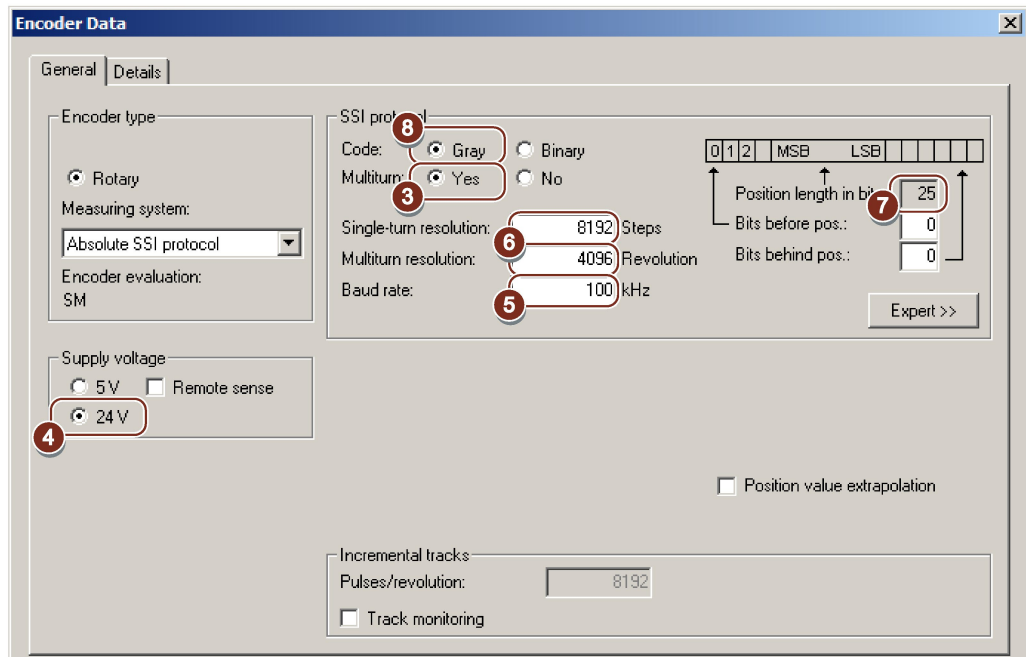 Encoder Data
General Details
Encoder type
Rotary
Measuring system:
Absolute SSI protocol
Encoder evaluation:
SM
Supply voltage
5 V Remote sense
24 V
4
SSI protocol
8
Code: Gray Binary
Multiturn: Yes No
3
Single-turn resolution: 8192 Steps
6
Multiturn resolution: 4096 Revolution
Baud rate: 100 kHz
5
0 1 2 MSB LSB
Position length in bit 25
7
Bits before pos.: 0
Bits behind pos.: 0
Expert >>
Position value extrapolation
Incremental tracks
Pulses/revolution: 8192
Track monitoring